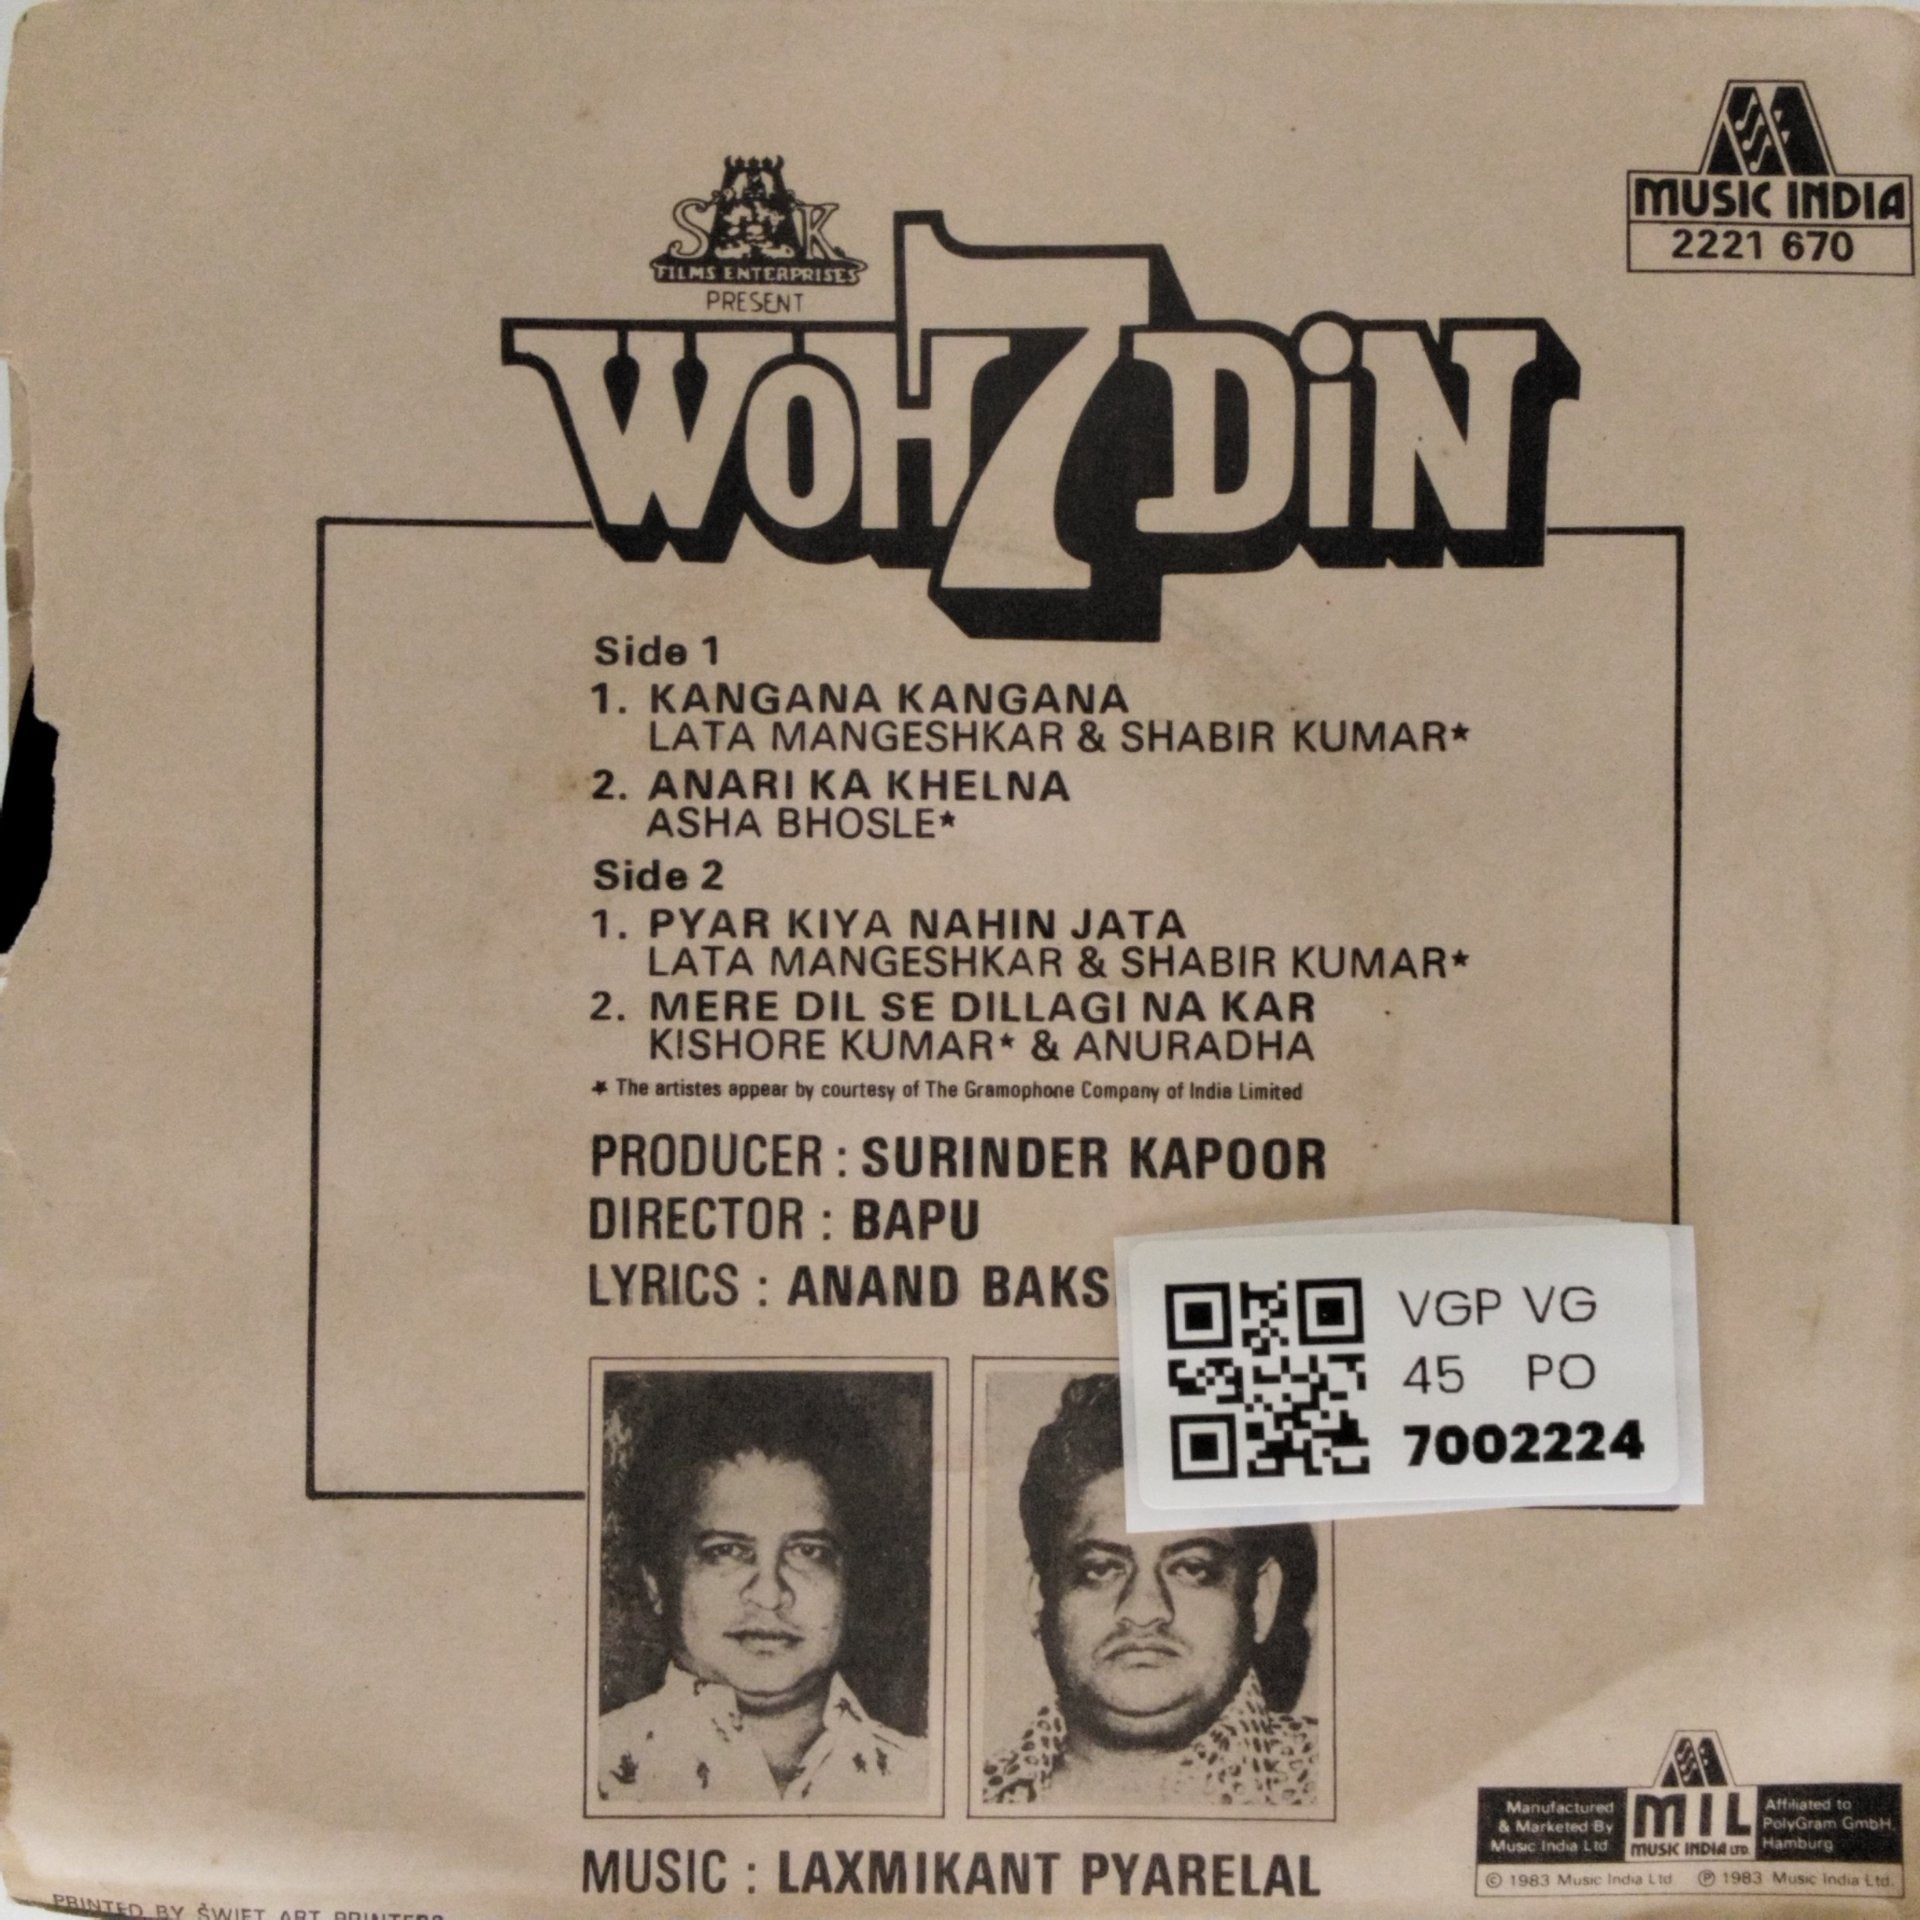 MUSIC INDIA
2221 670
S K
FILMS ENTERPRISES
PRESENT
WOH 7 DiN
Side 1
1. KANGANA KANGANA
LATA MANGESHKAR & SHABIR KUMAR*
2. ANARI KA KHELNA
ASHA BHOSLE*
Side 2
1. PYAR KIYA NAHIN JATA
LATA MANGESHKAR & SHABIR KUMAR*
2. MERE DIL SE DILLAGI NA KAR
KISHORE KUMAR* & ANURADHA
* The artistes appear by courtesy of The Gramophone Company of India Limited
PRODUCER : SURINDER KAPOOR
DIRECTOR : BAPU
LYRICS : ANAND BAKS
VGP VG
45 PO
7002224
MUSIC : LAXMIKANT PYARELAL
Manufactured
& Marketed By
Music India Ltd
MIL
MUSIC INDIA LTD.
Affiliated to
PolyGram GmbH,
Hamburg
© 1983 Music India Ltd ℗ 1983 Music India Ltd.
PRINTED BY SWIFT ART PRINTERS